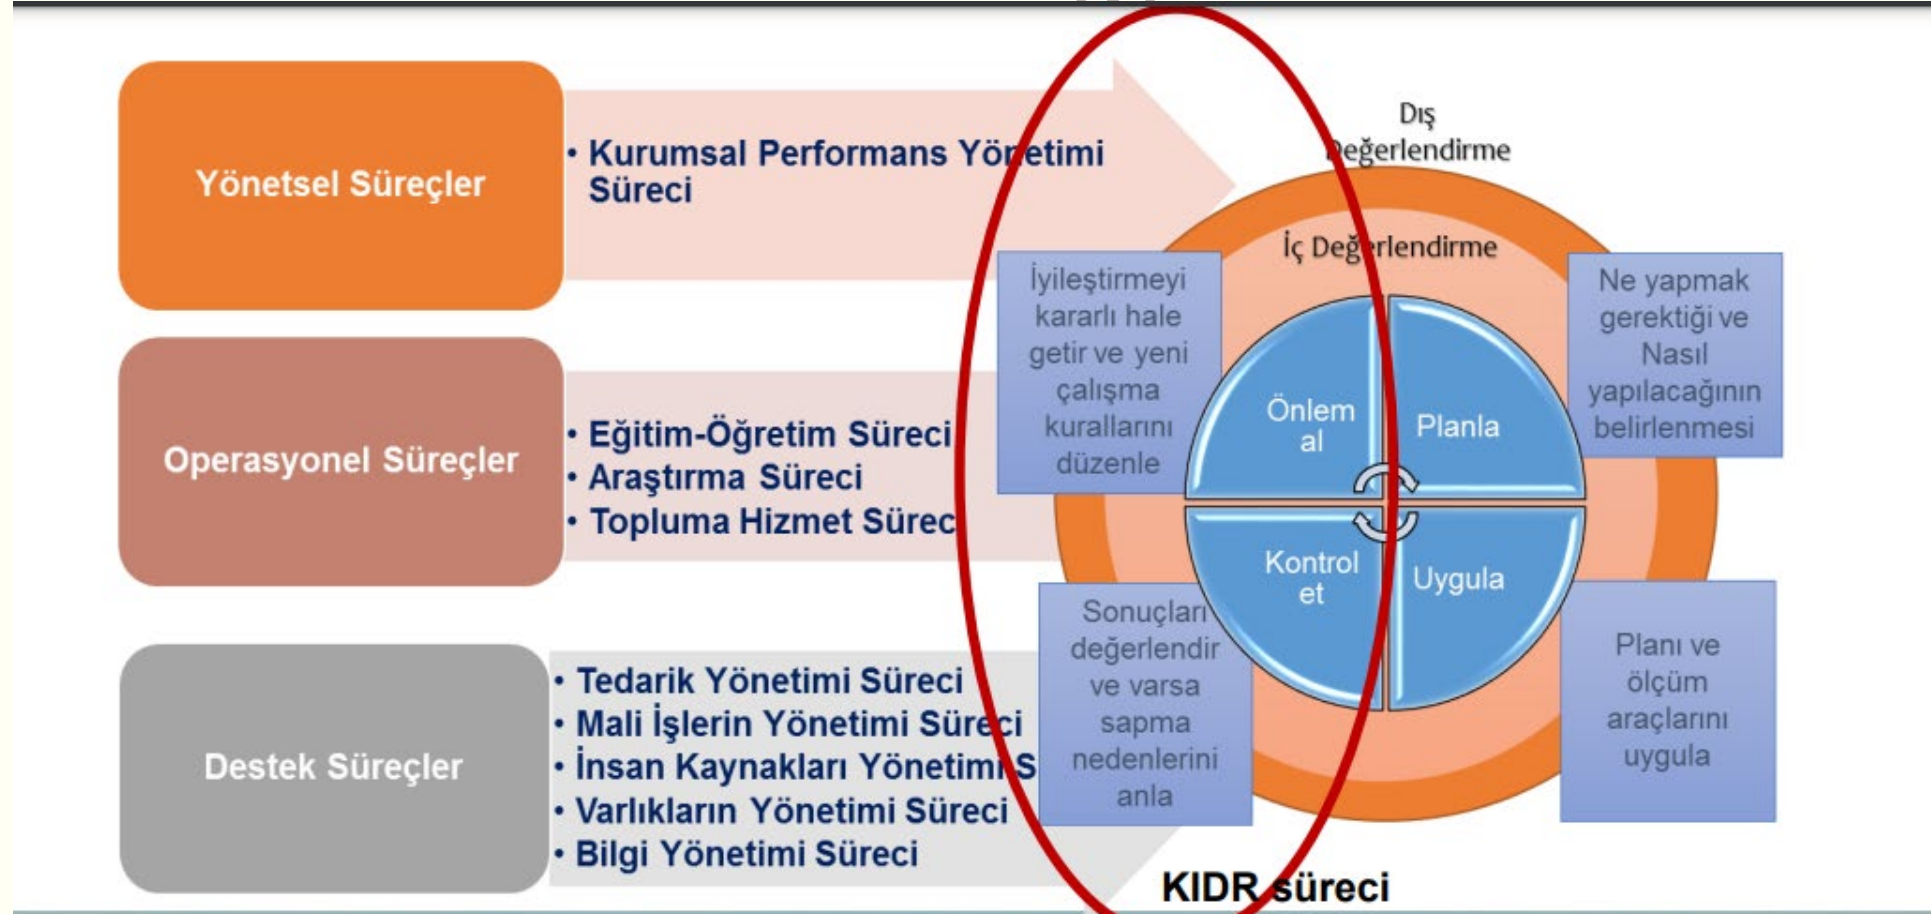 Yönetsel Süreçler
• Kurumsal Performans Yönetimi
Süreci
Operasyonel Süreçler
• Eğitim-Öğretim Süreci
• Araştırma Süreci
• Topluma Hizmet Sürec
Destek Süreçler
• Tedarik Yönetimi Süreci
• Mali İşlerin Yönetimi Süreci
• İnsan Kaynakları Yönetimi S
• Varlıkların Yönetimi Süreci
• Bilgi Yönetimi Süreci
Dış
Değerlendirme
İç Değerlendirme
İyileştirmeyi
kararlı hale
getir ve yeni
çalışma
kurallarını
düzenle
Ne yapmak
gerektiği ve
Nasıl
yapılacağının
belirlenmesi
Önlem
al
Planla
Kontrol
et
Uygula
Sonuçları
değerlendir
ve varsa
sapma
nedenlerini
anla
Planı ve
ölçüm
araçlarını
uygula
KIDR süreci